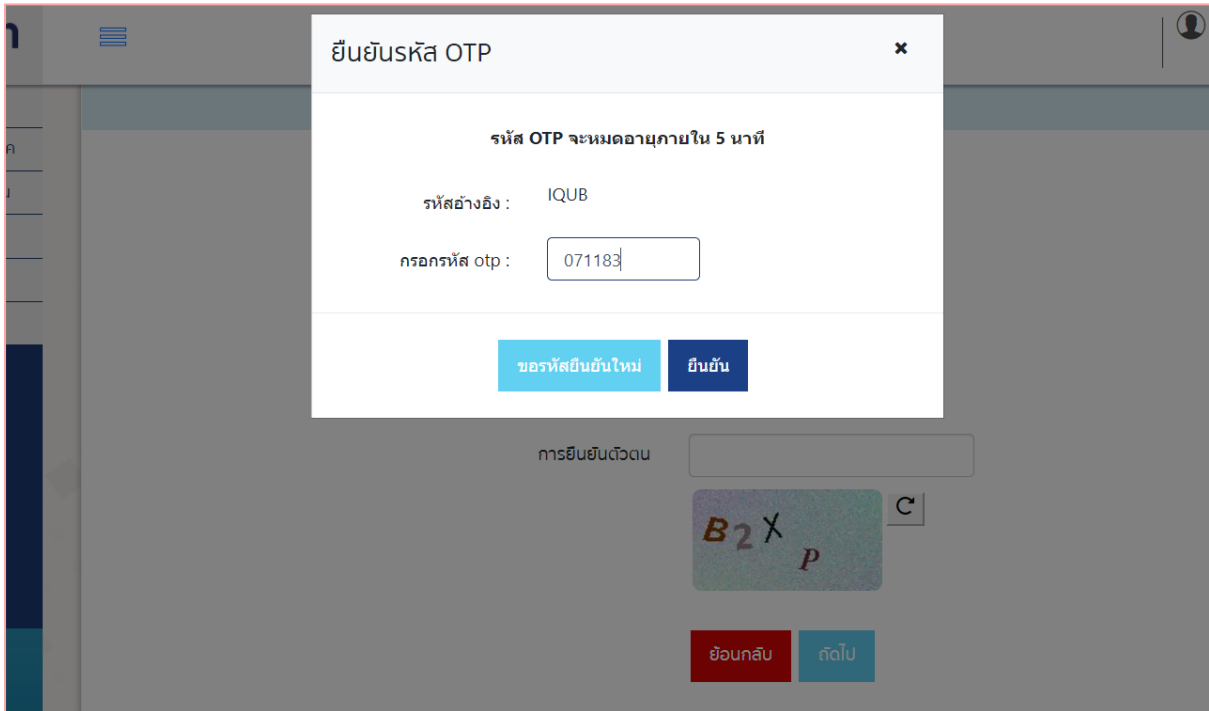 ยืนยันรหัส OTP
รหัส OTP จะหมดอายุภายใน 5 นาที
รหัสอ้างอิง : IQUB
กรอกรหัส otp : 071183
ขอรหัสยืนยันใหม่ ยืนยัน
การยืนยันตัวตน
B2XP
ย้อนกลับ ถัดไป